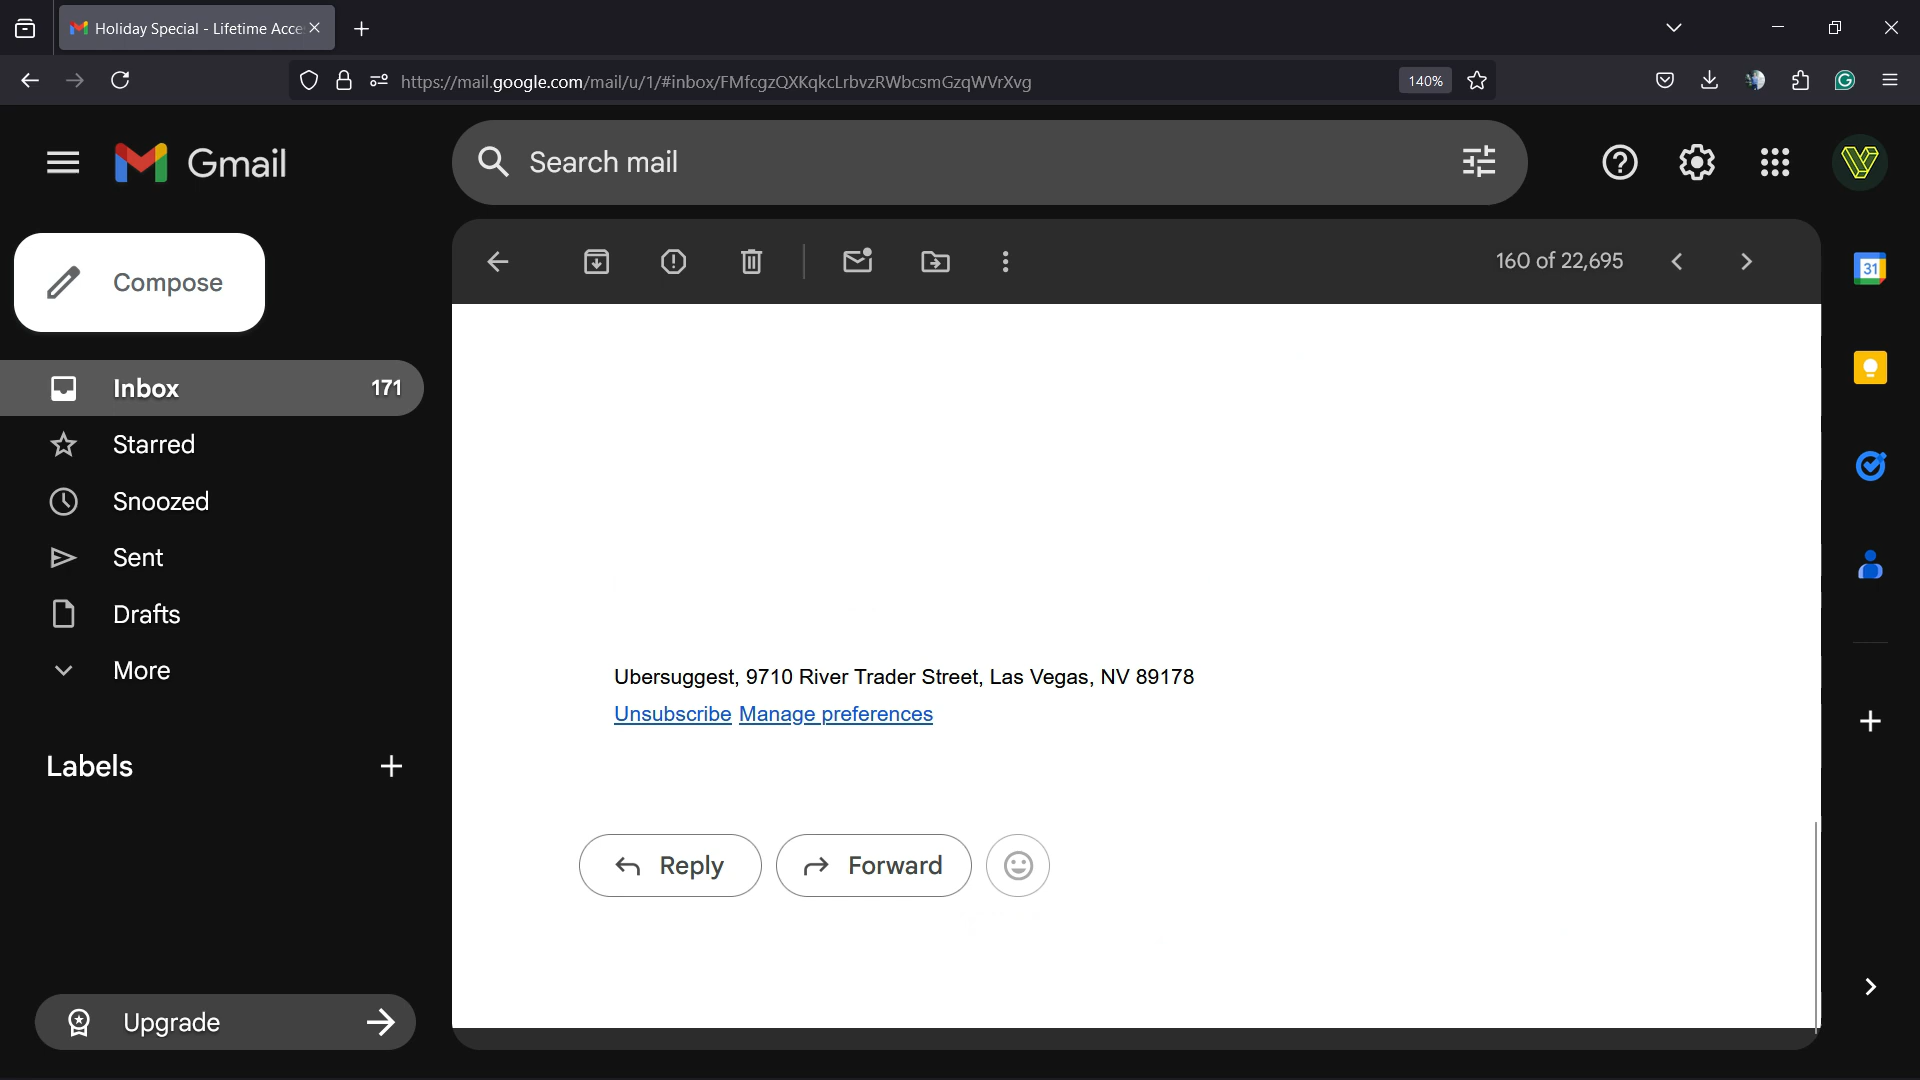 Holiday Special - Lifetime Acce
https://mail.google.com/mail/u/1/#inbox/FMfcgzQXKqkcLrbvzRWbcsmGzqWVrXvg
140%
Gmail
Search mail
Compose
160 of 22,695
31
Inbox 171
Starred
Snoozed
Sent
Drafts
More
Ubersuggest, 9710 River Trader Street, Las Vegas, NV 89178
Unsubscribe Manage preferences
Labels
Reply
Forward
Upgrade